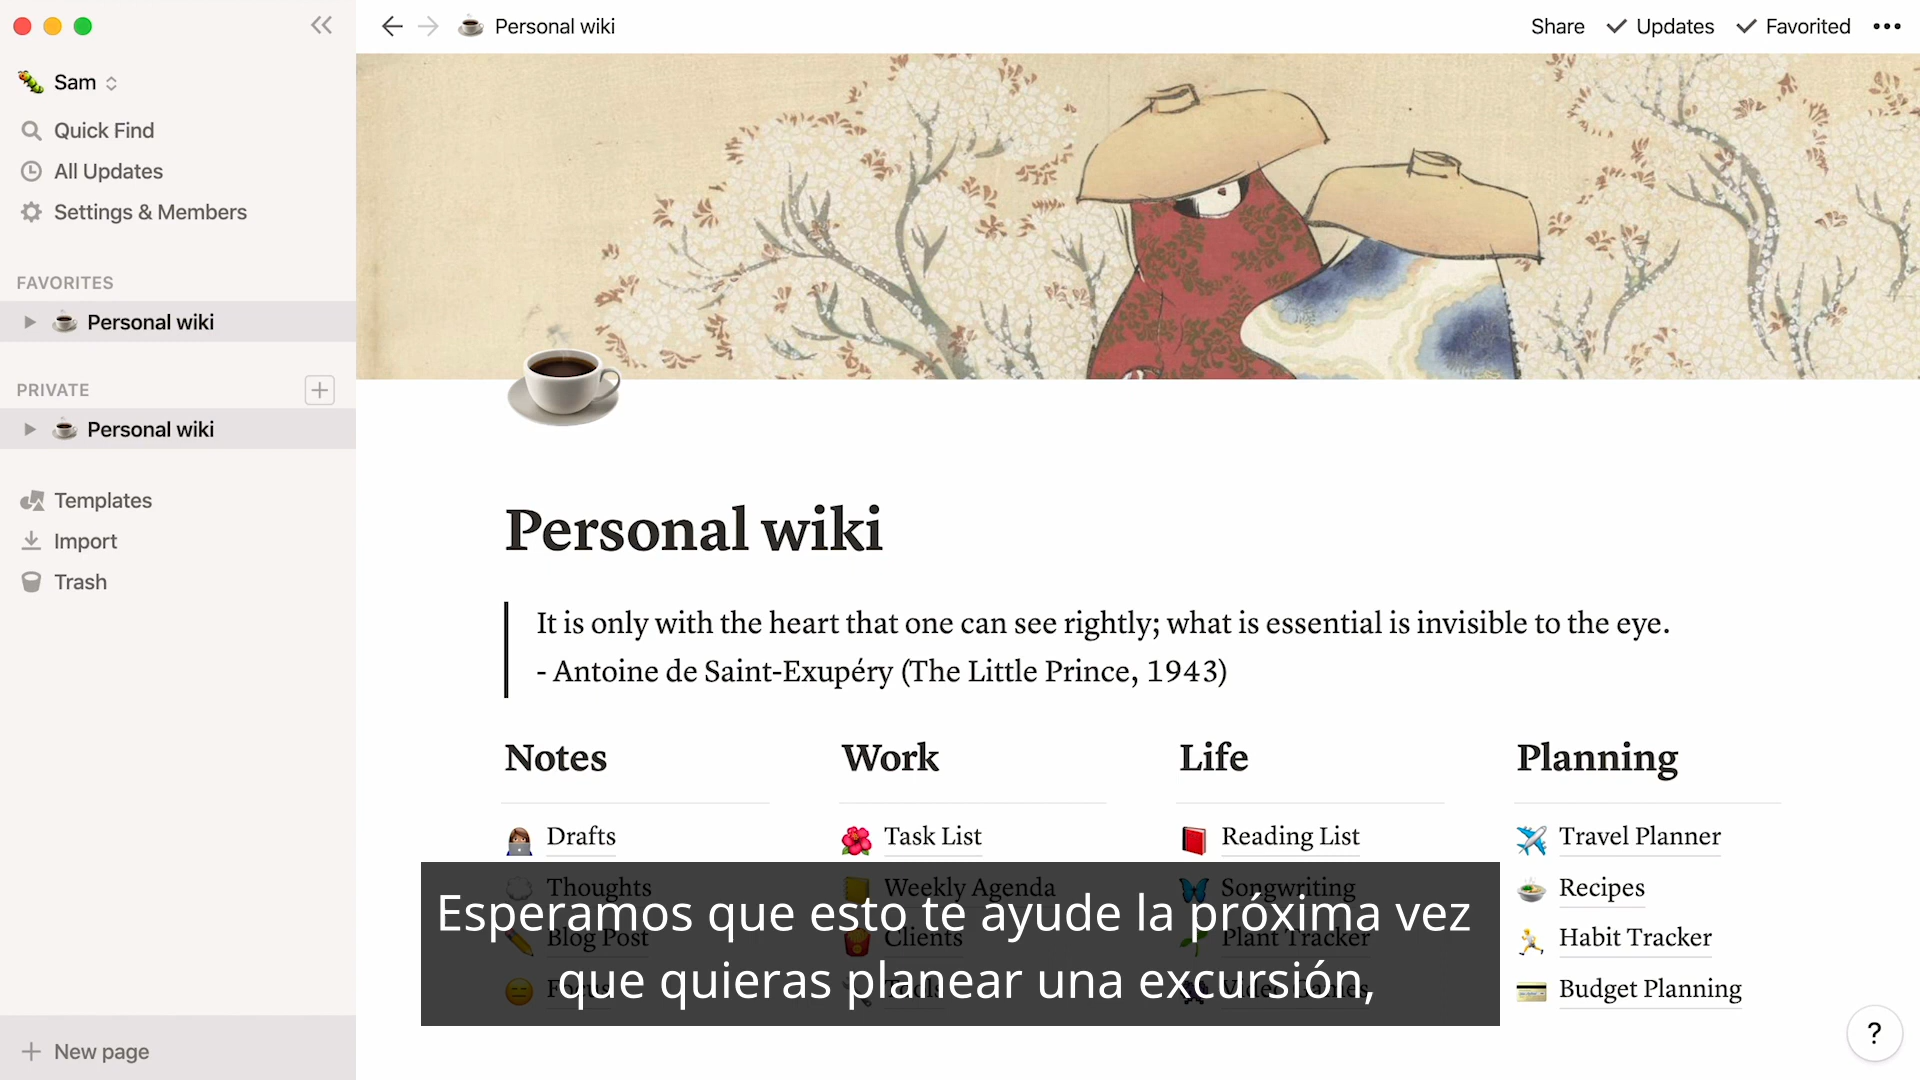 Personal wiki
Share
Updates
Favorited
Sam
Quick Find
All Updates
Settings & Members
FAVORITES
Personal wiki
PRIVATE
Personal wiki
Templates
Import
Trash
New page
Personal wiki
It is only with the heart that one can see rightly; what is essential is invisible to the eye.
- Antoine de Saint-Exupéry (The Little Prince, 1943)
Notes
Drafts
Thoughts
Blog Post
Focus
Work
Task List
Weekly Agenda
Clients
Tools
Life
Reading List
Songwriting
Plant Tracker
Video Games
Planning
Travel Planner
Recipes
Habit Tracker
Budget Planning
Esperamos que esto te ayude la próxima vez
que quieras planear una excursión,
?